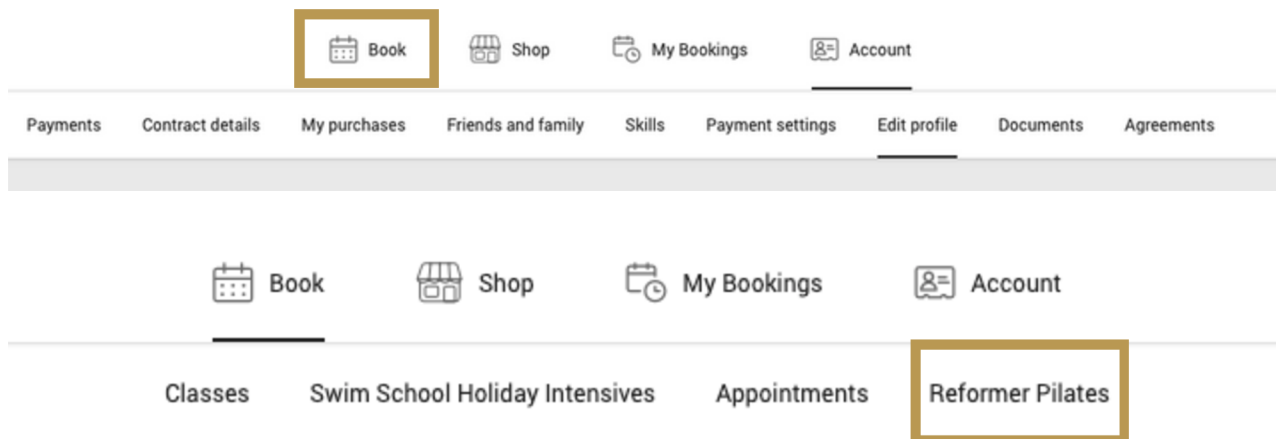 Book Shop My Bookings Account
Payments Contract details My purchases Friends and family Skills Payment settings Edit profile Documents Agreements
Book Shop My Bookings Account
Classes Swim School Holiday Intensives Appointments Reformer Pilates